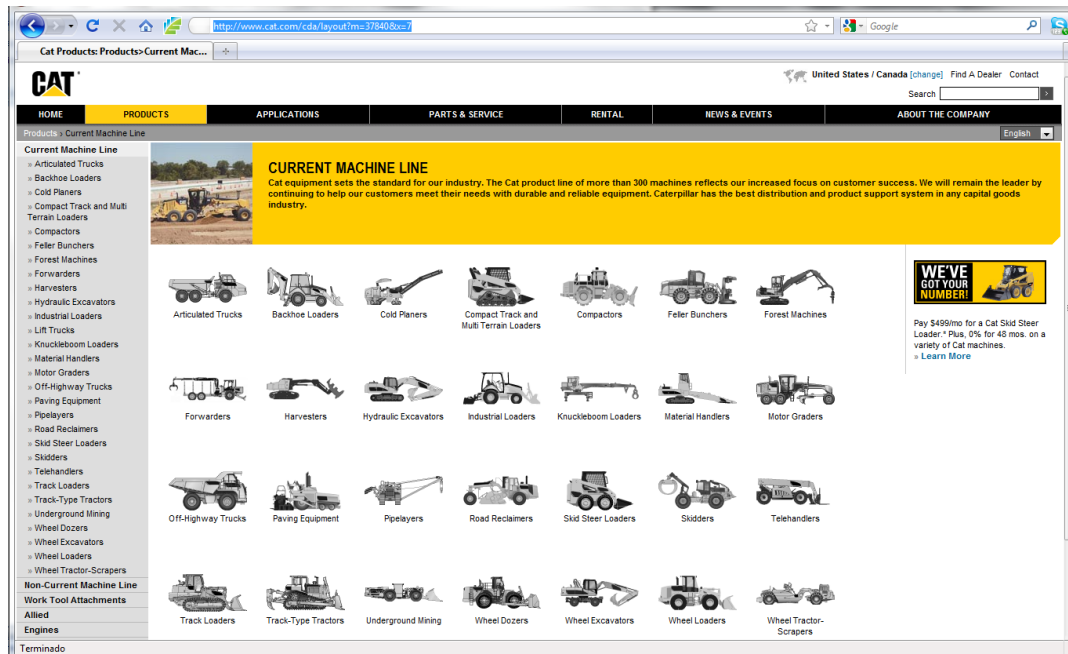 http://www.cat.com/cda/layout?m=37840&x=7
Google
Cat Products: Products>Current Mac...
CAT
United States / Canada [change] Find A Dealer Contact
Search
HOME PRODUCTS APPLICATIONS PARTS & SERVICE RENTAL NEWS & EVENTS ABOUT THE COMPANY
Products › Current Machine Line
English
Current Machine Line
» Articulated Trucks
» Backhoe Loaders
» Cold Planers
» Compact Track and Multi
Terrain Loaders
» Compactors
» Feller Bunchers
» Forest Machines
» Forwarders
» Harvesters
» Hydraulic Excavators
» Industrial Loaders
» Lift Trucks
» Knuckleboom Loaders
» Material Handlers
» Motor Graders
» Off-Highway Trucks
» Paving Equipment
» Pipelayers
» Road Reclaimers
» Skid Steer Loaders
» Skidders
» Telehandlers
» Track Loaders
» Track-Type Tractors
» Underground Mining
» Wheel Dozers
» Wheel Excavators
» Wheel Loaders
» Wheel Tractor-Scrapers
Non-Current Machine Line
Work Tool Attachments
Allied
Engines
CURRENT MACHINE LINE
Cat equipment sets the standard for our industry. The Cat product line of more than 300 machines reflects our increased focus on customer success. We will remain the leader by
continuing to help our customers meet their needs with durable and reliable equipment. Caterpillar has the best distribution and product support system in any capital goods
industry.
Articulated Trucks Backhoe Loaders Cold Planers Compact Track and Compactors Feller Bunchers Forest Machines
Multi Terrain Loaders
Forwarders Harvesters Hydraulic Excavators Industrial Loaders Knuckleboom Loaders Material Handlers Motor Graders
Off-Highway Trucks Paving Equipment Pipelayers Road Reclaimers Skid Steer Loaders Skidders Telehandlers
Track Loaders Track-Type Tractors Underground Mining Wheel Dozers Wheel Excavators Wheel Loaders Wheel Tractor-
Scrapers
WE'VE
GOT YOUR
NUMBER!
Pay $499/mo for a Cat Skid Steer
Loader.* Plus, 0% for 48 mos. on a
variety of Cat machines.
» Learn More
Terminado